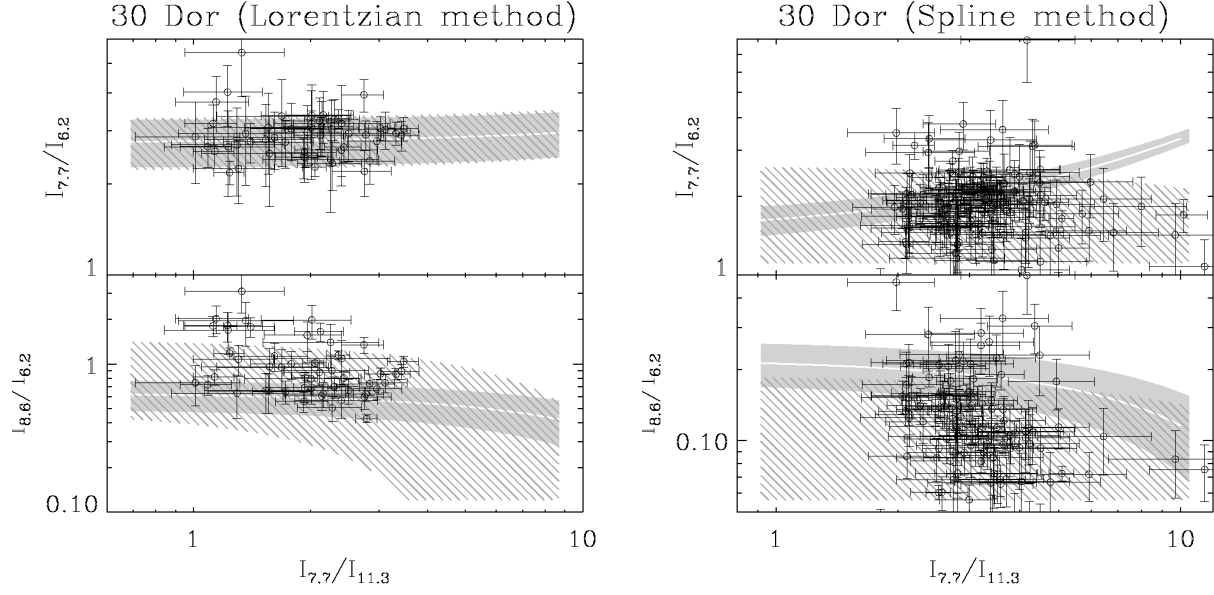 30 Dor (Lorentzian method)
30 Dor (Spline method)
I7.7/I6.2
1
I7.7/I6.2
1
I8.6/I6.2
1
0.10
I8.6/I6.2
0.10
1
10
1
10
I7.7/I11.3
I7.7/I11.3